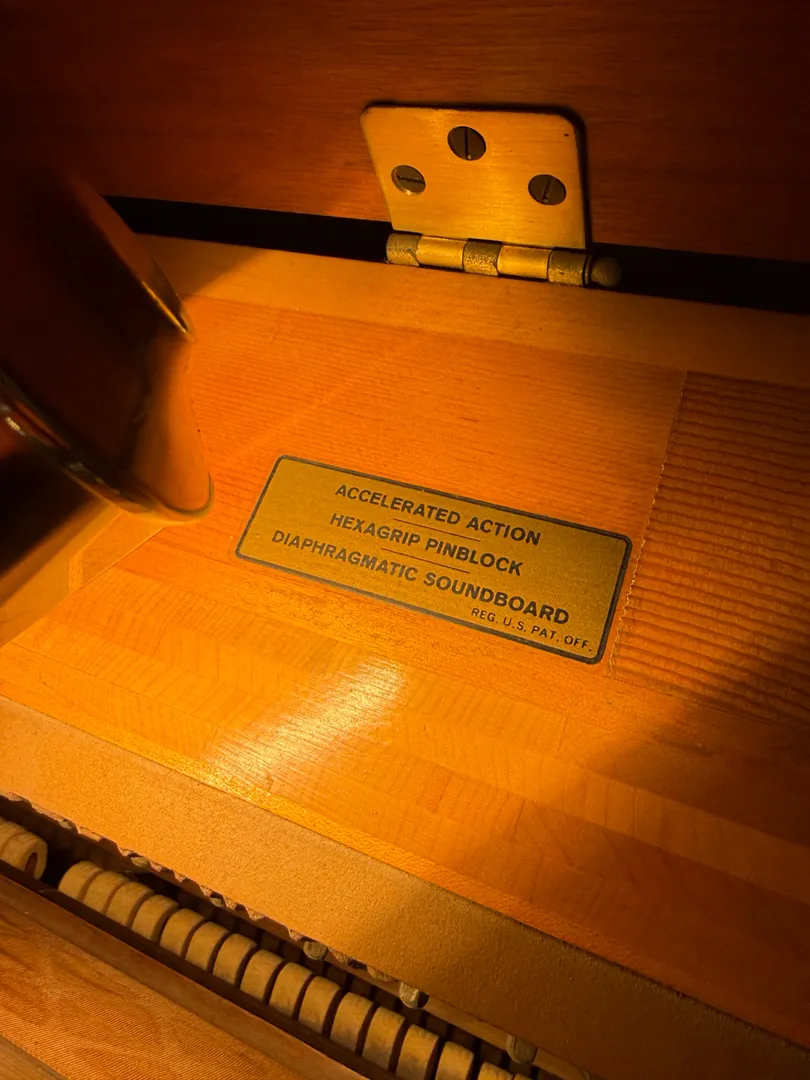 ACCELERATED ACTION
HEXAGRIP PINBLOCK
DIAPHRAGMATIC SOUNDBOARD
REG. U.S. PAT. OFF.